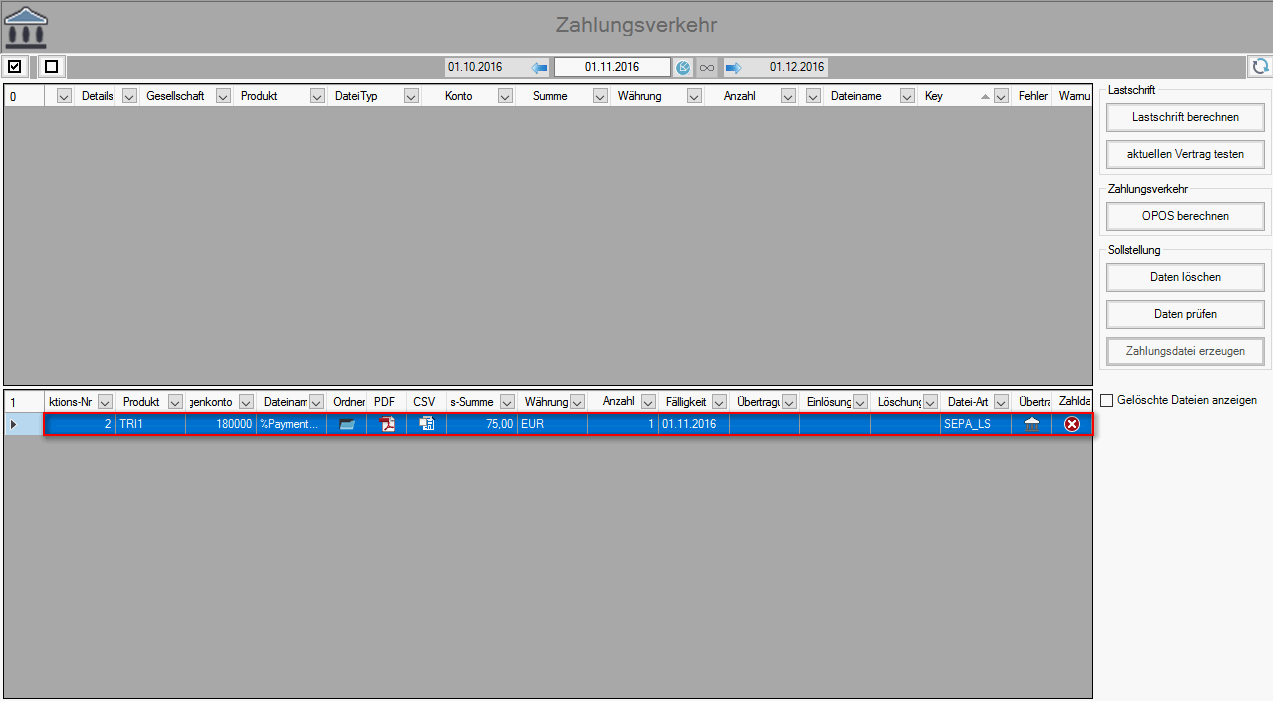 Zahlungsverkehr
01.10.2016 01.11.2016 01.12.2016
0 Details Gesellschaft Produkt DateiTyp Konto Summe Währung Anzahl Dateiname Key Fehler Warnu
Lastschrift
Lastschrift berechnen
aktuellen Vertrag testen
Zahlungsverkehr
OPOS berechnen
Sollstellung
Daten löschen
Daten prüfen
Zahlungsdatei erzeugen
1 ktions-Nr Produkt genkonto Dateinam Ordner PDF CSV s-Summe Währung Anzahl Fälligkeit Übertragu Einlösung Löschung Datei-Art Übertra Zahlda
Gelöschte Dateien anzeigen
2 TRI1 180000 %Payment... 75,00 EUR 1 01.11.2016 SEPA_LS